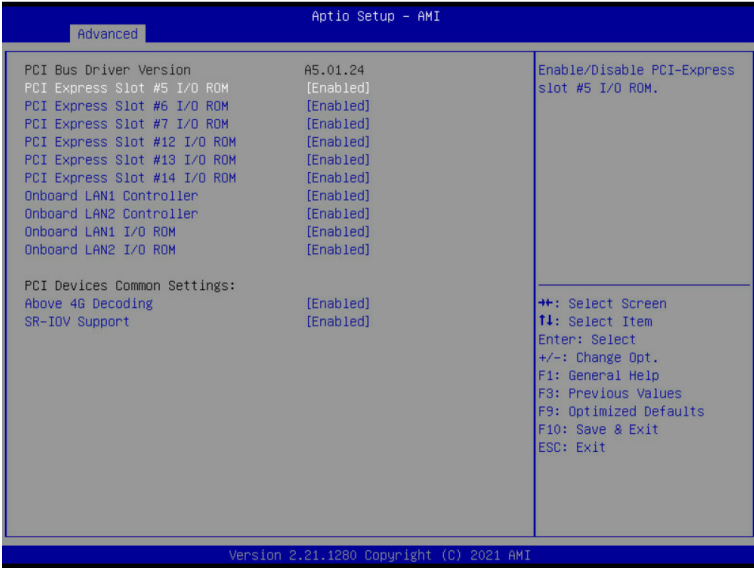 Aptio Setup – AMI
Advanced
PCI Bus Driver Version A5.01.24
PCI Express Slot #5 I/O ROM [Enabled]
PCI Express Slot #6 I/O ROM [Enabled]
PCI Express Slot #7 I/O ROM [Enabled]
PCI Express Slot #12 I/O ROM [Enabled]
PCI Express Slot #13 I/O ROM [Enabled]
PCI Express Slot #14 I/O ROM [Enabled]
Onboard LAN1 Controller [Enabled]
Onboard LAN2 Controller [Enabled]
Onboard LAN1 I/O ROM [Enabled]
Onboard LAN2 I/O ROM [Enabled]
PCI Devices Common Settings:
Above 4G Decoding [Enabled]
SR-IOV Support [Enabled]
Enable/Disable PCI-Express
slot #5 I/O ROM.
→←: Select Screen
↑↓: Select Item
Enter: Select
+/-: Change Opt.
F1: General Help
F3: Previous Values
F9: Optimized Defaults
F10: Save & Exit
ESC: Exit
Version 2.21.1280 Copyright (C) 2021 AMI